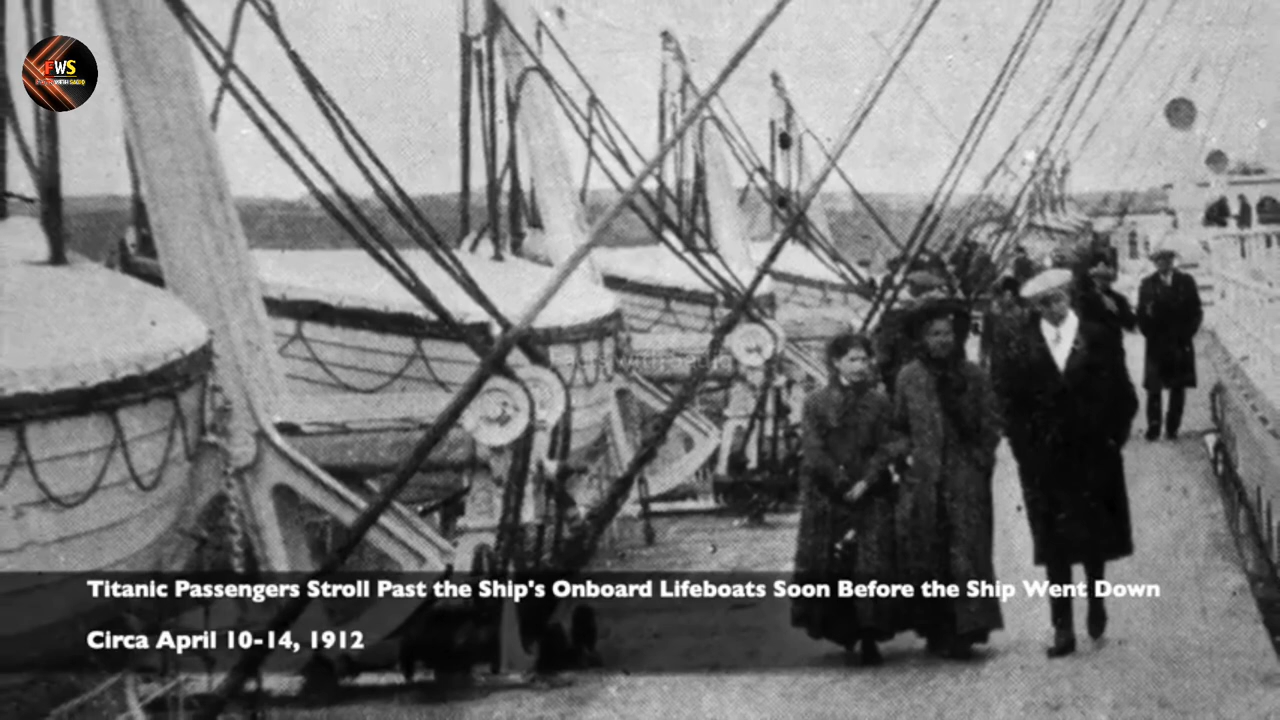 FWS
Titanic Passengers Stroll Past the Ship's Onboard Lifeboats Soon Before the Ship Went Down
Circa April 10-14, 1912